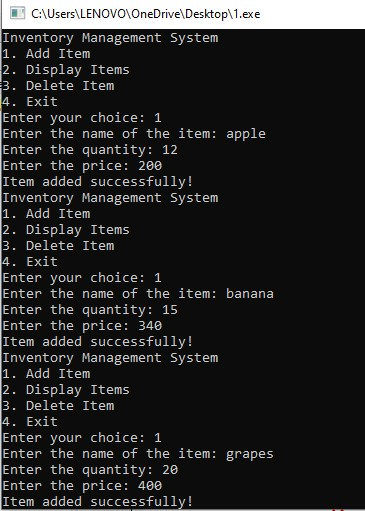 C:\Users\LENOVO\OneDrive\Desktop\1.exe
Inventory Management System
1. Add Item
2. Display Items
3. Delete Item
4. Exit
Enter your choice: 1
Enter the name of the item: apple
Enter the quantity: 12
Enter the price: 200
Item added successfully!
Inventory Management System
1. Add Item
2. Display Items
3. Delete Item
4. Exit
Enter your choice: 1
Enter the name of the item: banana
Enter the quantity: 15
Enter the price: 340
Item added successfully!
Inventory Management System
1. Add Item
2. Display Items
3. Delete Item
4. Exit
Enter your choice: 1
Enter the name of the item: grapes
Enter the quantity: 20
Enter the price: 400
Item added successfully!